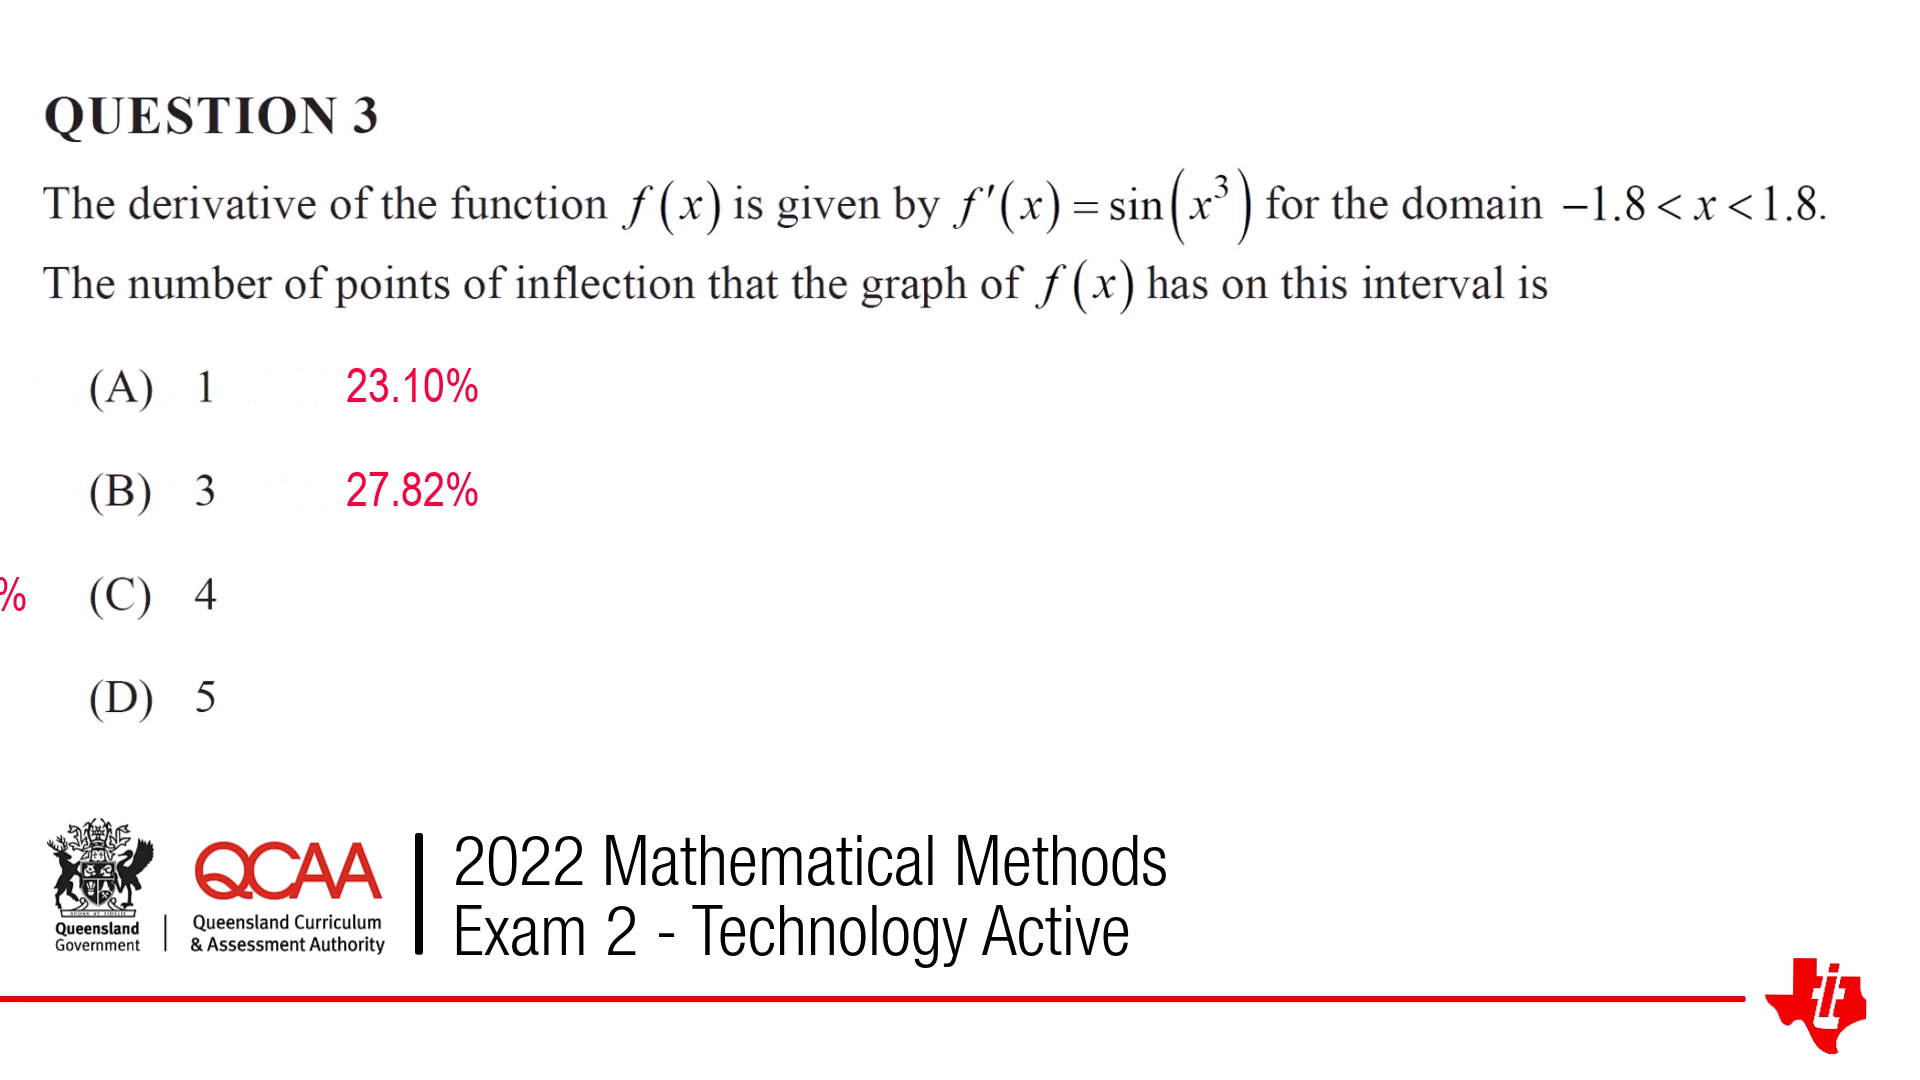 QUESTION 3
The derivative of the function f(x) is given by f′(x) = sin(x³) for the domain −1.8 < x < 1.8.
The number of points of inflection that the graph of f(x) has on this interval is
(A) 1 23.10%
(B) 3 27.82%
% (C) 4
(D) 5
QCAA
Queensland Government
Queensland Curriculum
& Assessment Authority
2022 Mathematical Methods
Exam 2 - Technology Active
ti